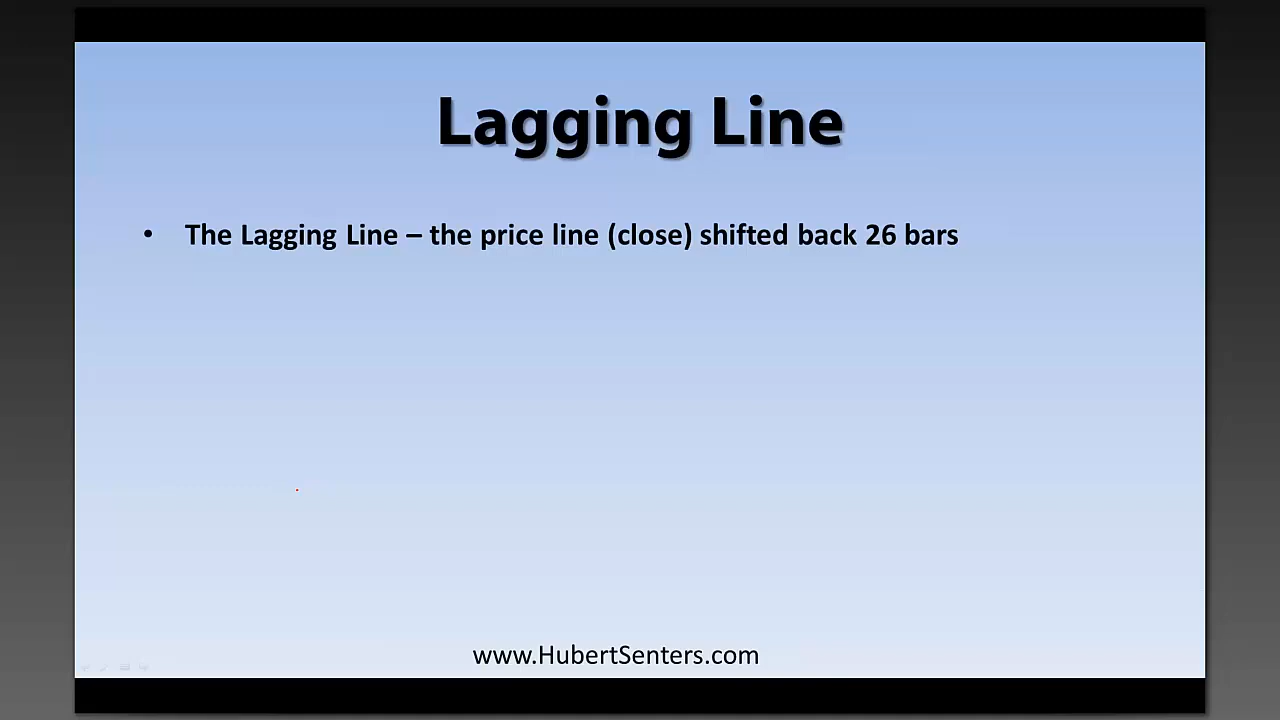 Lagging Line
• The Lagging Line – the price line (close) shifted back 26 bars
www.HubertSenters.com